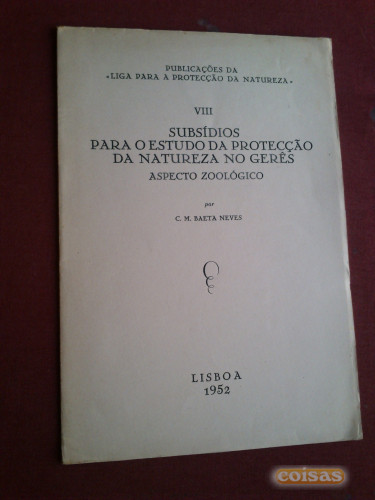 PUBLICAÇÕES DA
«LIGA PARA A PROTECÇÃO DA NATUREZA»
VIII
SUBSÍDIOS
PARA O ESTUDO DA PROTECÇÃO
DA NATUREZA NO GERÊS
ASPECTO ZOOLÓGICO
por
C. M. BAETA NEVES
LISBOA
1952
coisas